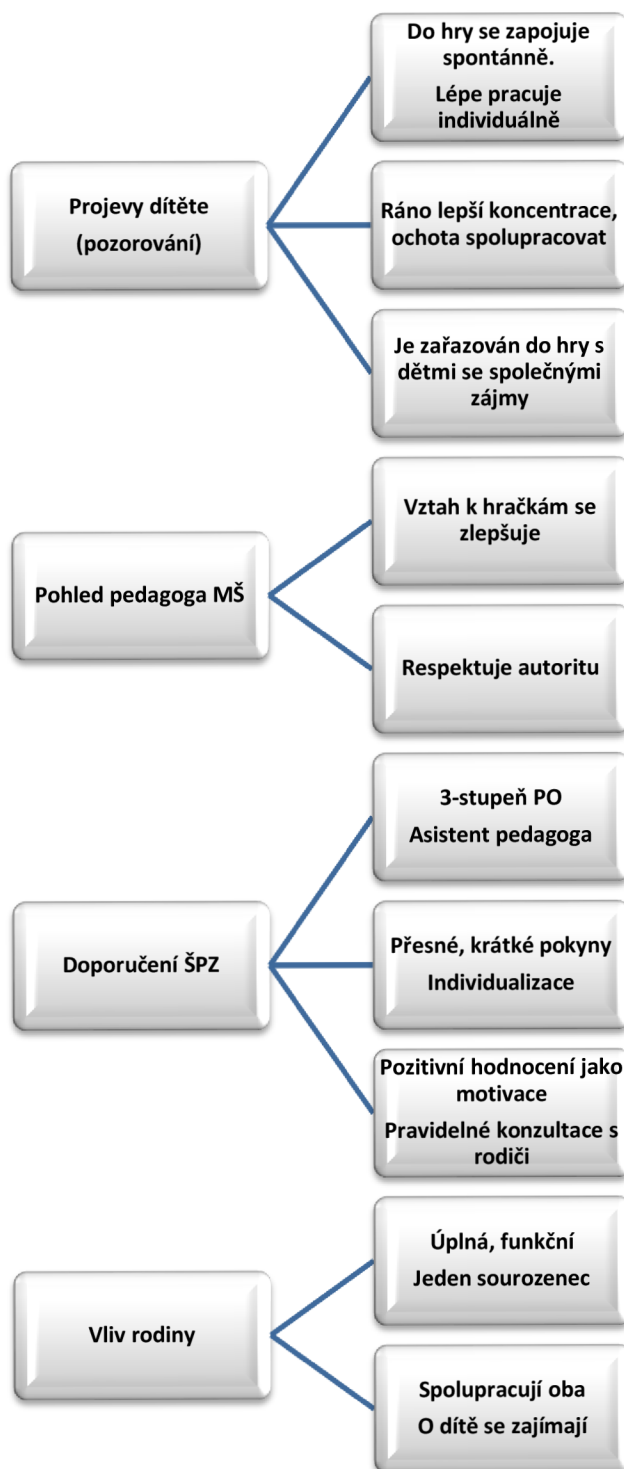 Projevy dítěte
(pozorování)
Do hry se zapojuje
spontánně.
Lépe pracuje
individuálně
Ráno lepší koncentrace,
ochota spolupracovat
Je zařazován do hry s
dětmi se společnými
zájmy
Pohled pedagoga MŠ
Vztah k hračkám se
zlepšuje
Respektuje autoritu
Doporučení ŠPZ
3-stupeň PO
Asistent pedagoga
Přesné, krátké pokyny
Individualizace
Pozitivní hodnocení jako
motivace
Pravidelné konzultace s
rodiči
Vliv rodiny
Úplná, funkční
Jeden sourozenec
Spolupracují oba
O dítě se zajímají